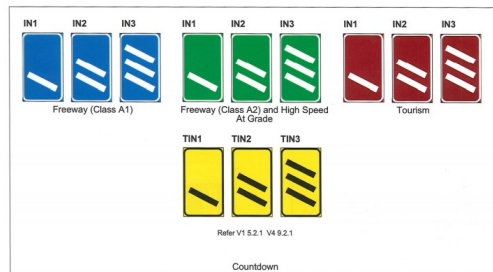 IN1 IN2 IN3 IN1 IN2 IN3 IN1 IN2 IN3
Freeway (Class A1)
Freeway (Class A2) and High Speed
At Grade
Tourism
TIN1 TIN2 TIN3
Refer V1 5.2.1 V4 9.2.1
Countdown